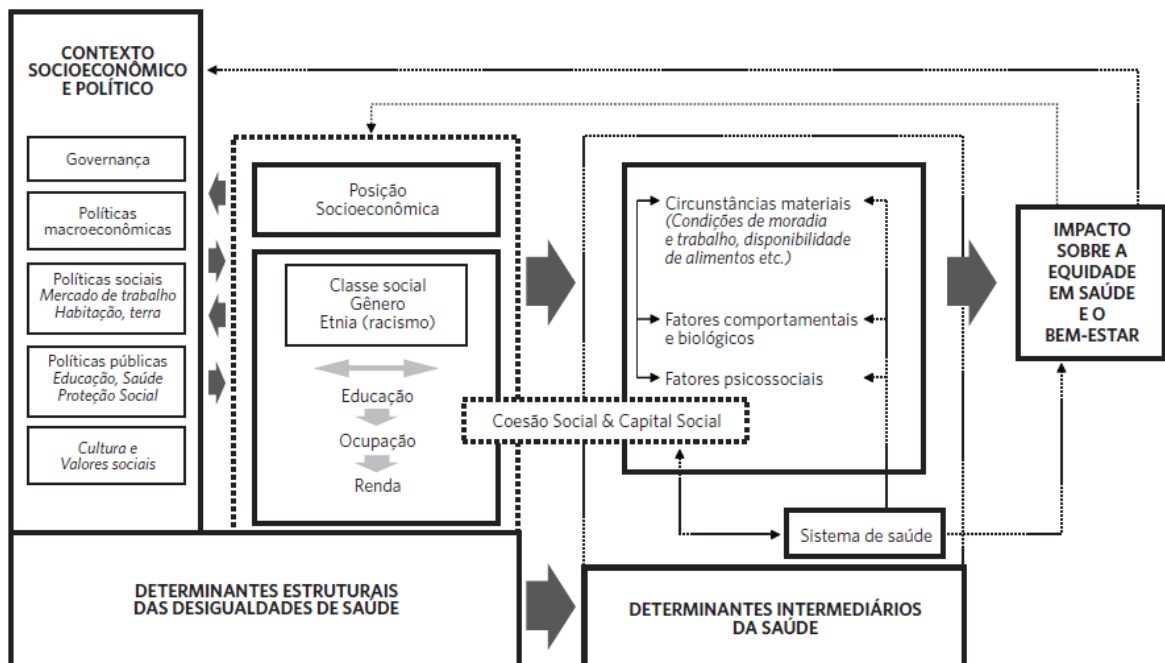 CONTEXTO
SOCIOECONÔMICO
E POLÍTICO
Governança
Políticas
macroeconômicas
Políticas sociais
Mercado de trabalho
Habitação, terra
Políticas públicas
Educação, Saúde
Proteção Social
Cultura e
Valores sociais
Posição
Socioeconômica
Classe social
Gênero
Etnia (racismo)
Educação
Ocupação
Renda
Coesão Social & Capital Social
Circunstâncias materiais
(Condições de moradia
e trabalho, disponibilidade
de alimentos etc.)
Fatores comportamentais
e biológicos
Fatores psicossociais
Sistema de saúde
IMPACTO
SOBRE A
EQUIDADE
EM SAÚDE
E O
BEM-ESTAR
DETERMINANTES ESTRUTURAIS
DAS DESIGUALDADES DE SAÚDE
DETERMINANTES INTERMEDIÁRIOS
DA SAÚDE